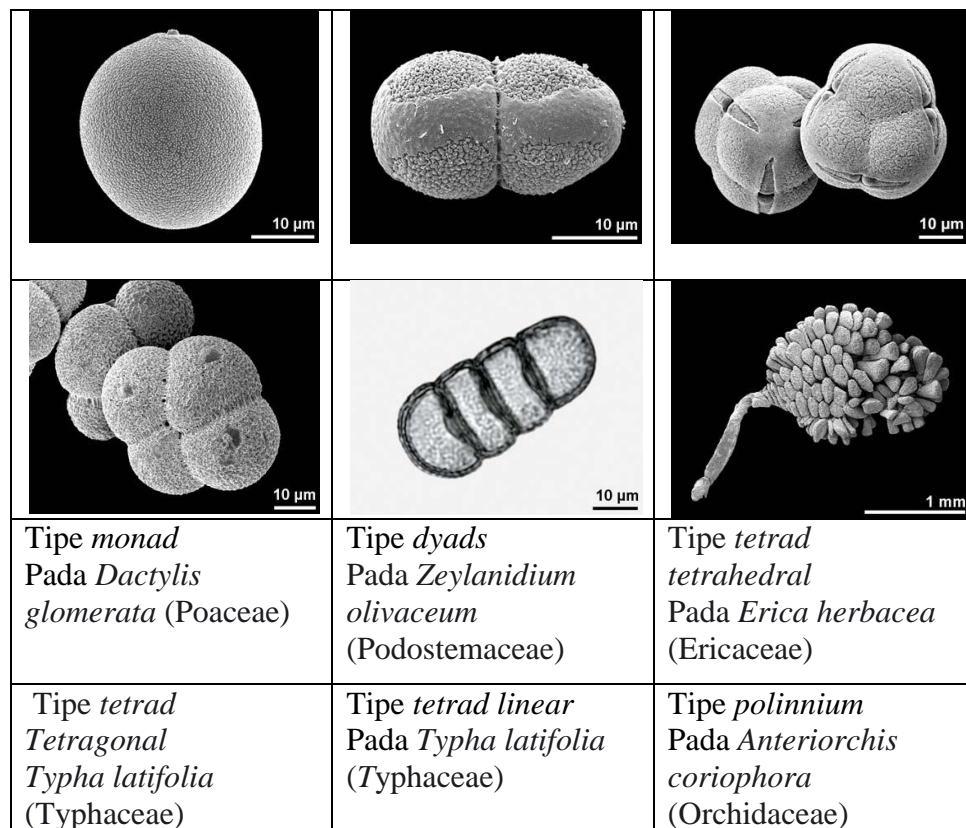 10 µm
10 µm
10 µm
10 µm
10 µm
1 mm
Tipe monad
Pada Dactylis
glomerata (Poaceae)
Tipe dyads
Pada Zeylanidium
olivaceum
(Podostemaceae)
Tipe tetrad
tetrahedral
Pada Erica herbacea
(Ericaceae)
Tipe tetrad
Tetragonal
Typha latifolia
(Typhaceae)
Tipe tetrad linear
Pada Typha latifolia
(Typhaceae)
Tipe polinnium
Pada Anteriorchis
coriophora
(Orchidaceae)